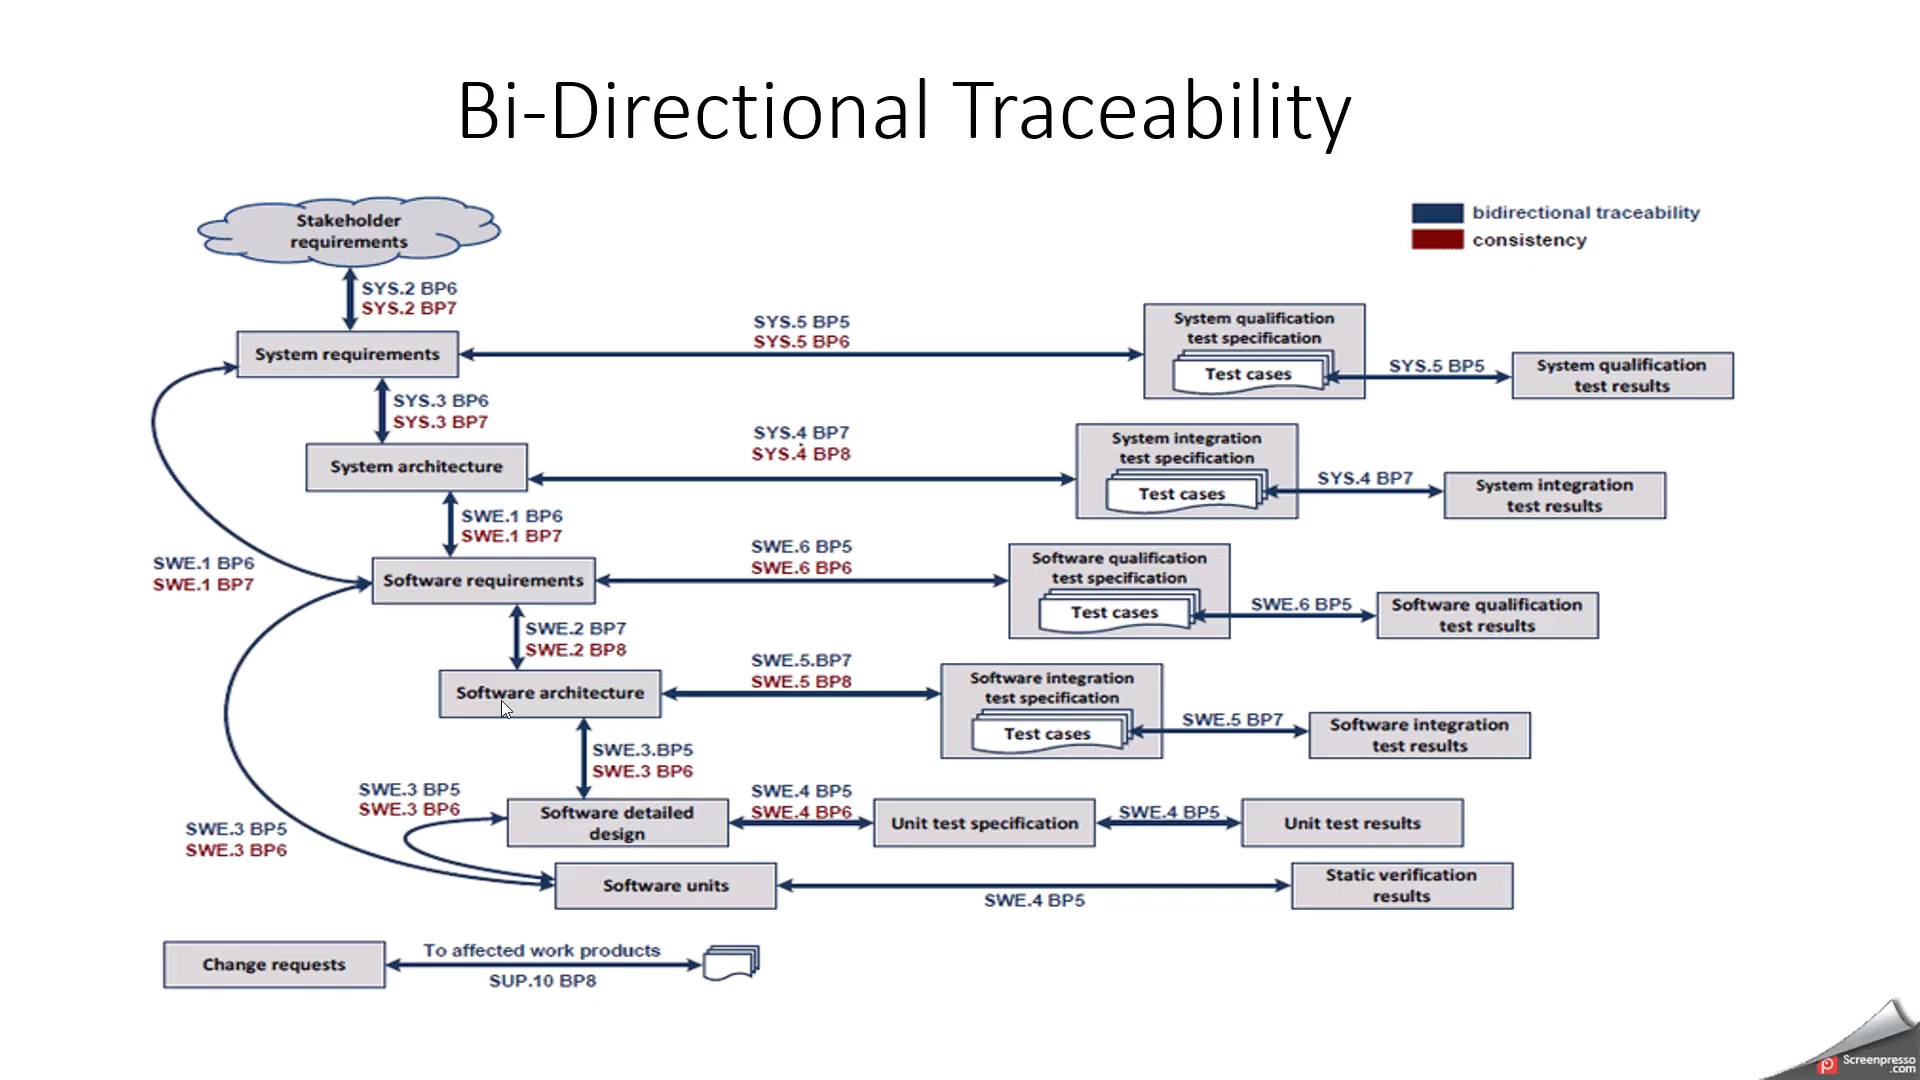 Bi-Directional Traceability
Stakeholder
requirements
bidirectional traceability
consistency
SYS.2 BP6
SYS.2 BP7
System requirements
SYS.5 BP5
SYS.5 BP6
System qualification
test specification
Test cases
SYS.5 BP5
System qualification
test results
SYS.3 BP6
SYS.3 BP7
System architecture
SYS.4 BP7
SYS.4 BP8
System integration
test specification
Test cases
SYS.4 BP7
System integration
test results
SWE.1 BP6
SWE.1 BP7
SWE.1 BP6
SWE.1 BP7
Software requirements
SWE.6 BP5
SWE.6 BP6
Software qualification
test specification
Test cases
SWE.6 BP5
Software qualification
test results
SWE.2 BP7
SWE.2 BP8
Software architecture
SWE.5.BP7
SWE.5 BP8
Software integration
test specification
Test cases
SWE.5 BP7
Software integration
test results
SWE.3.BP5
SWE.3 BP6
SWE.3 BP5
SWE.3 BP6
Software detailed
design
SWE.4 BP5
SWE.4 BP6
Unit test specification
SWE.4 BP5
Unit test results
SWE.3 BP5
SWE.3 BP6
Software units
SWE.4 BP5
Static verification
results
Change requests
To affected work products
SUP.10 BP8
Screenpresso
.com